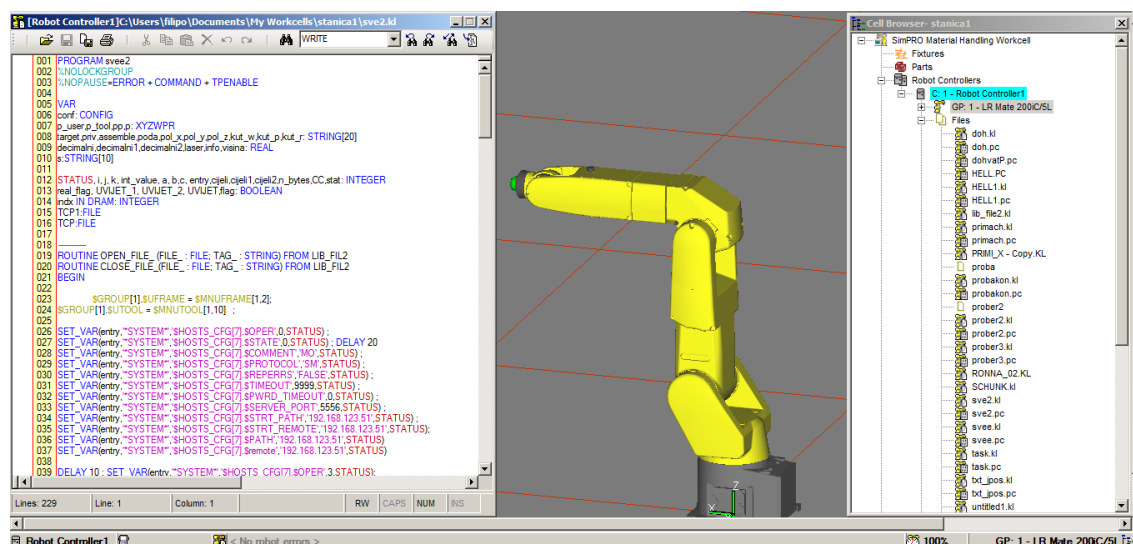 [Robot Controller1]C:\Users\filipo\Documents\My Workcells\stanica1\sve2.kl
WRITE
001 PROGRAM svee2
002 %NOLOCKGROUP
003 %NOPAUSE=ERROR + COMMAND + TPENABLE
004
005 VAR
006 conf: CONFIG
007 p_user,p_tool,pp,p: XYZWPR
008 target,priv,assemble,poda,pol_x,pol_y,pol_z,kut_w,kut_p,kut_r: STRING[20]
009 decimalni,decimalni1,decimalni2,laser,info,visina: REAL
010 s:STRING[10]
011
012 STATUS, i, j, k, int_value, a, b,c, entry,cijeli,cijeli1,cijeli2,n_bytes,CC,stat: INTEGER
013 real_flag, UVIJET_1, UVIJET_2, UVIJET,flag: BOOLEAN
014 indx IN DRAM: INTEGER
015 TCP1:FILE
016 TCP:FILE
017
018 ---------
019 ROUTINE OPEN_FILE_(FILE_ : FILE; TAG_ : STRING) FROM LIB_FIL2
020 ROUTINE CLOSE_FILE_(FILE_ : FILE; TAG_ : STRING) FROM LIB_FIL2
021 BEGIN
022
023 $GROUP[1].$UFRAME = $MNUFRAME[1,2];
024 $GROUP[1].$UTOOL = $MNUTOOL[1,10] ;
025
026 SET_VAR(entry,'*SYSTEM*','$HOSTS_CFG[7].$OPER',0,STATUS) ;
027 SET_VAR(entry,'*SYSTEM*','$HOSTS_CFG[7].$STATE',0,STATUS) ; DELAY 20
028 SET_VAR(entry,'*SYSTEM*','$HOSTS_CFG[7].$COMMENT','MO',STATUS) ;
029 SET_VAR(entry,'*SYSTEM*','$HOSTS_CFG[7].$PROTOCOL','SM',STATUS) ;
030 SET_VAR(entry,'*SYSTEM*','$HOSTS_CFG[7].$REPERRS','FALSE',STATUS) ;
031 SET_VAR(entry,'*SYSTEM*','$HOSTS_CFG[7].$TIMEOUT',9999,STATUS) ;
032 SET_VAR(entry,'*SYSTEM*','$HOSTS_CFG[7].$PWRD_TIMEOUT',0,STATUS) ;
033 SET_VAR(entry,'*SYSTEM*','$HOSTS_CFG[7].$SERVER_PORT',5556,STATUS) ;
034 SET_VAR(entry,'*SYSTEM*','$HOSTS_CFG[7].$STRT_PATH','192.168.123.51',STATUS) ;
035 SET_VAR(entry,'*SYSTEM*','$HOSTS_CFG[7].$STRT_REMOTE','192.168.123.51',STATUS);
036 SET_VAR(entry,'*SYSTEM*','$HOSTS_CFG[7].$PATH','192.168.123.51',STATUS)
037 SET_VAR(entry,'*SYSTEM*','$HOSTS_CFG[7].$remote','192.168.123.51',STATUS)
038
039 DELAY 10 ; SET_VAR(entry,'*SYSTEM*','$HOSTS_CFG[7].$OPER',3,STATUS);
Lines: 229 Line: 1 Column: 1 RW CAPS NUM INS
Z
X
Cell Browser- stanica1
SimPRO Material Handling Workcell
Fixtures
Parts
Robot Controllers
C: 1 - Robot Controller1
GP: 1 - LR Mate 200iC/5L
Files
doh.kl
doh.pc
dohvatP.pc
HELL.PC
HELL1.kl
HELL1.pc
lib_file2.kl
primach.kl
primach.pc
PRIMI_X - Copy.KL
proba
probakon.kl
probakon.pc
prober2
prober2.kl
prober2.pc
prober3.kl
prober3.pc
RONNA_02.KL
SCHUNK.kl
sve2.kl
sve2.pc
svee.kl
svee.pc
task.kl
task.pc
txt_jpos.kl
txt_jpos.pc
untitled1.kl
Robot Controller1 < No robot errors > 100% GP: 1 - LR Mate 200iC/5L